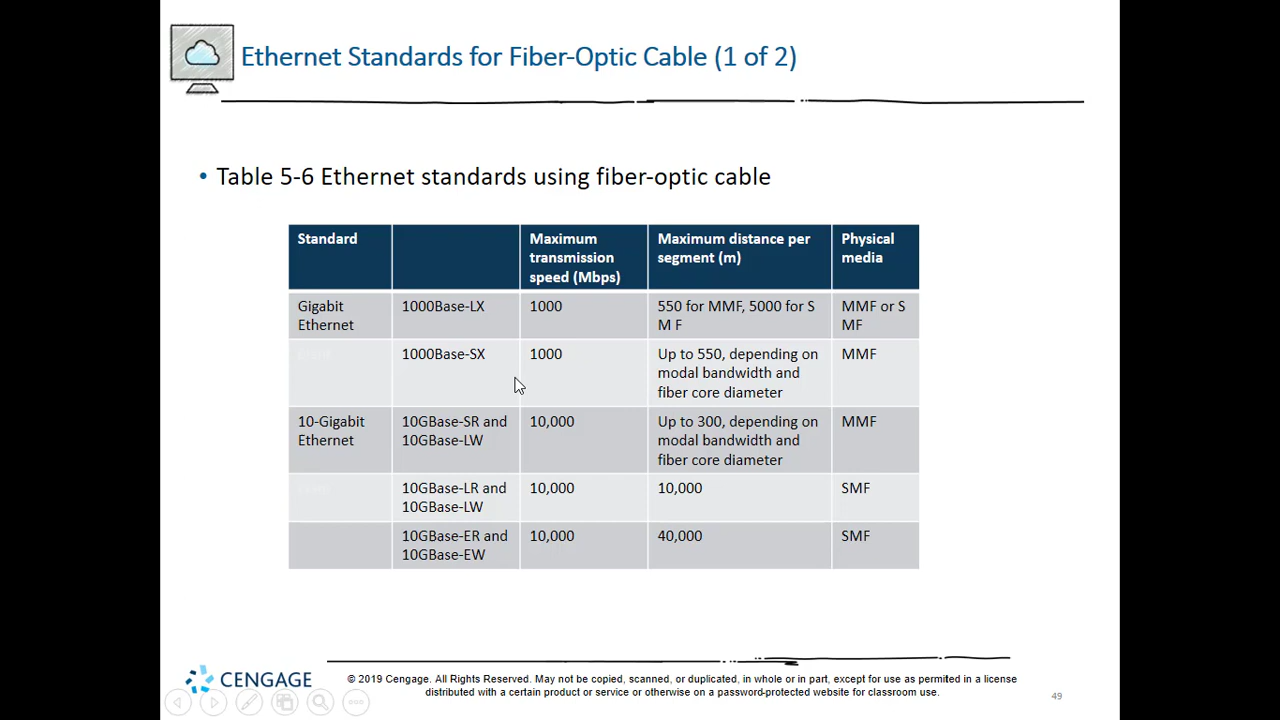 Ethernet Standards for Fiber-Optic Cable (1 of 2)
• Table 5-6 Ethernet standards using fiber-optic cable
Standard
Maximum
transmission
speed (Mbps)
Maximum distance per
segment (m)
Physical
media
Gigabit
Ethernet
1000Base-LX
1000
550 for MMF, 5000 for S
M F
MMF or S
MF
1000Base-SX
1000
Up to 550, depending on
modal bandwidth and
fiber core diameter
MMF
10-Gigabit
Ethernet
10GBase-SR and
10GBase-LW
10,000
Up to 300, depending on
modal bandwidth and
fiber core diameter
MMF
10GBase-LR and
10GBase-LW
10,000
10,000
SMF
10GBase-ER and
10GBase-EW
10,000
40,000
SMF
CENGAGE
© 2019 Cengage. All Rights Reserved. May not be copied, scanned, or duplicated, in whole or in part, except for use as permitted in a license
distributed with a certain product or service or otherwise on a password-protected website for classroom use.
49